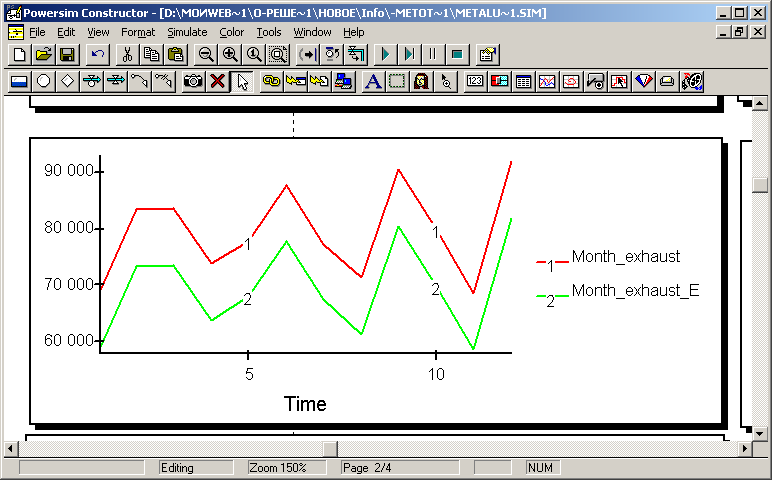 Powersim Constructor - [D:\МОИWEB~1\О-РЕШЕ~1\НОВОЕ\Info\-METOT~1\METALU~1.SIM]
File Edit View Format Simulate Color Tools Window Help
123
90 000
80 000
70 000
60 000
1
1
2
2
5
10
Time
1 Month_exhaust
2 Month_exhaust_E
Editing Zoom 150% Page 2/4 NUM